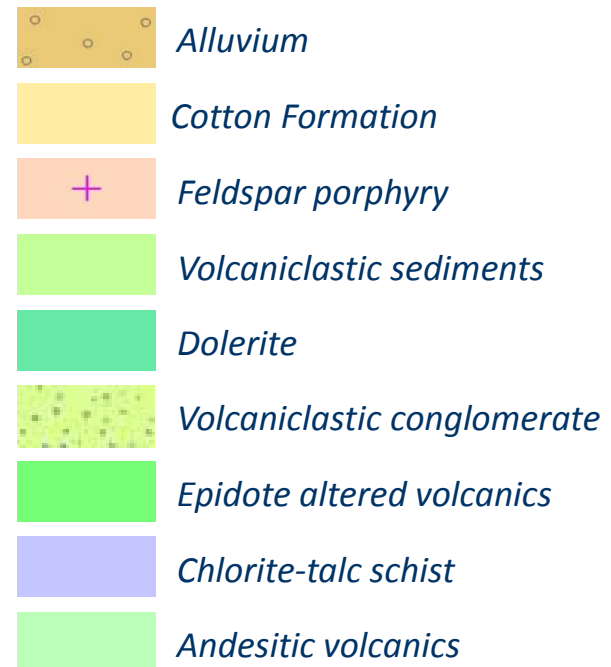 Alluvium
Cotton Formation
Feldspar porphyry
Volcaniclastic sediments
Dolerite
Volcaniclastic conglomerate
Epidote altered volcanics
Chlorite-talc schist
Andesitic volcanics